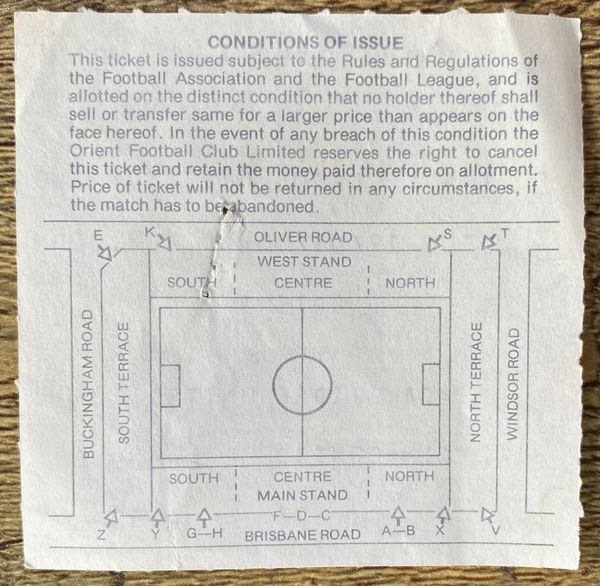 CONDITIONS OF ISSUE
This ticket is issued subject to the Rules and Regulations of
the Football Association and the Football League, and is
allotted on the distinct condition that no holder thereof shall
sell or transfer same for a larger price than appears on the
face hereof. In the event of any breach of this condition the
Orient Football Club Limited reserves the right to cancel
this ticket and retain the money paid therefore on allotment.
Price of ticket will not be returned in any circumstances, if
the match has to be abandoned.
E K OLIVER ROAD S T
WEST STAND
SOUTH CENTRE NORTH
BUCKINGHAM ROAD
SOUTH TERRACE
NORTH TERRACE
WINDSOR ROAD
SOUTH CENTRE NORTH
MAIN STAND
F—D—C
Z Y G—H BRISBANE ROAD A—B X V